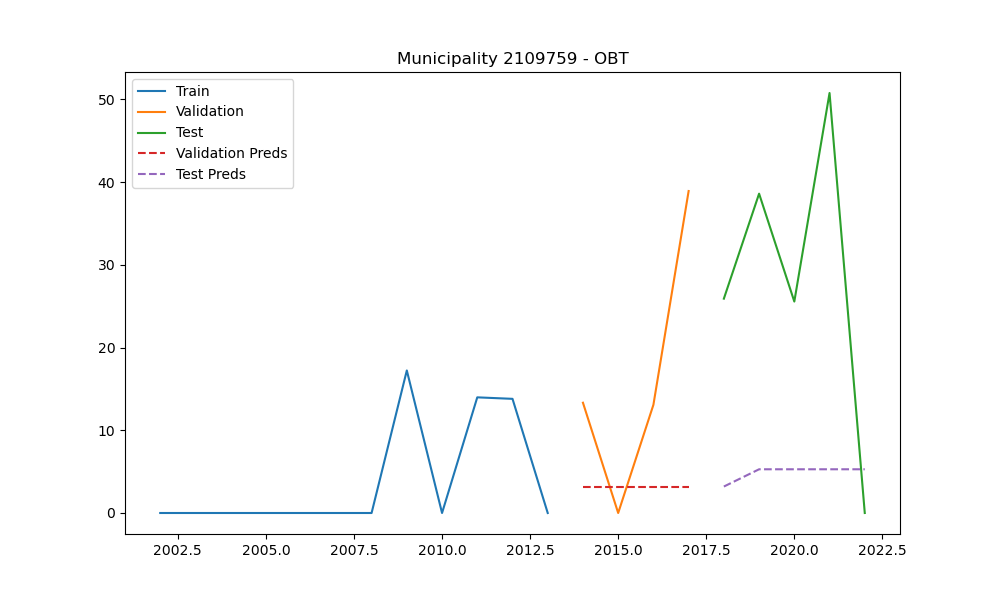 Municipality 2109759 - OBT
Train
Validation
Test
Validation Preds
Test Preds
50
40
30
20
10
0
2002.5 2005.0 2007.5 2010.0 2012.5 2015.0 2017.5 2020.0 2022.5